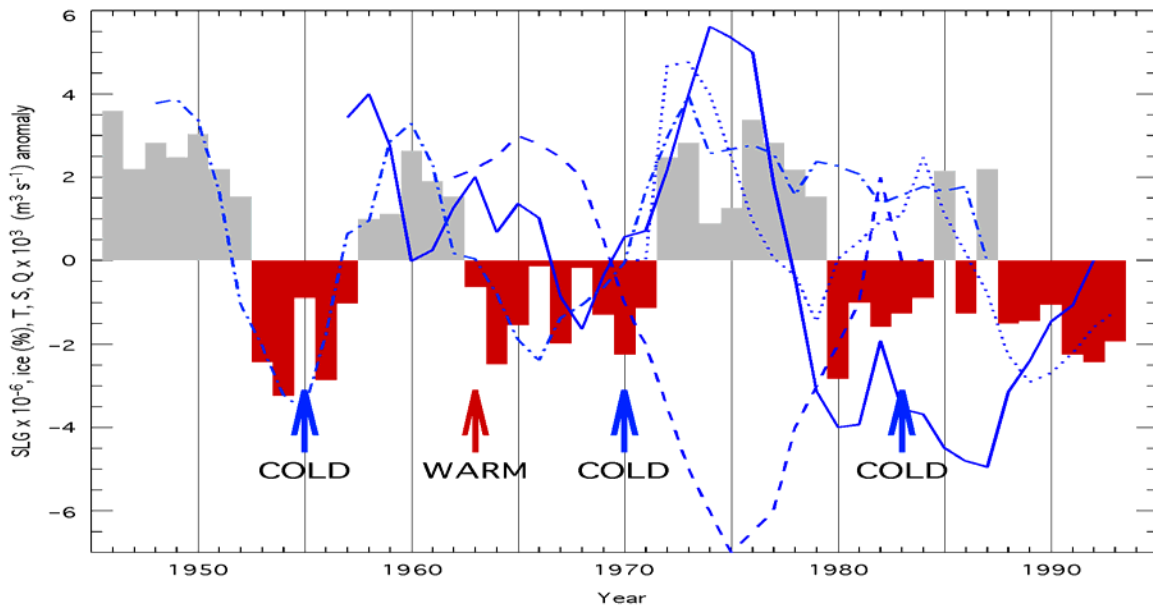 SLG x 10⁻⁶, ice (%), T, S, Q x 10³ (m³ s⁻¹) anomaly
6
4
2
0
−2
−4
−6
COLD
WARM
COLD
COLD
1950
1960
1970
1980
1990
Year